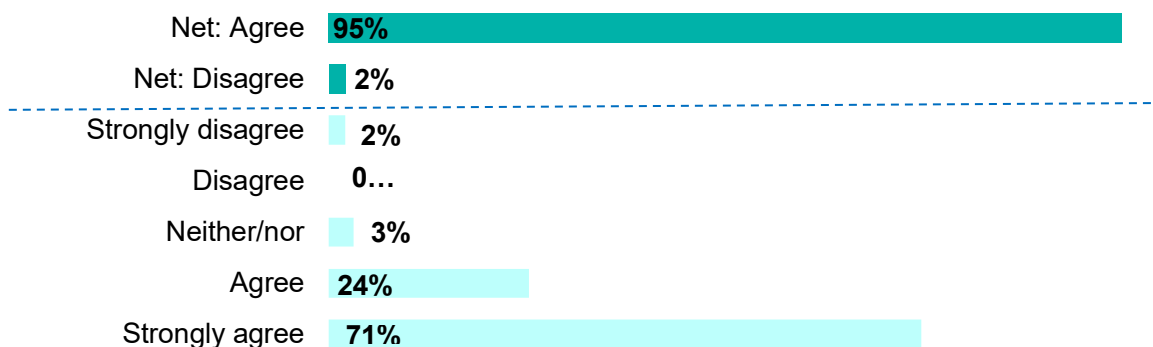 Net: Agree 95%
Net: Disagree 2%
Strongly disagree 2%
Disagree 0…
Neither/nor 3%
Agree 24%
Strongly agree 71%